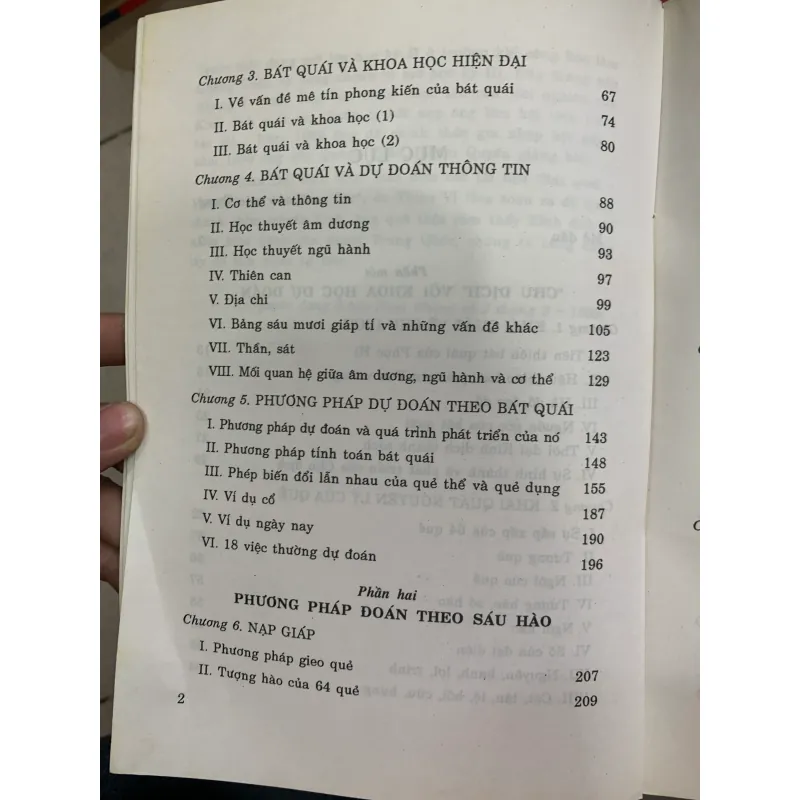 Chương 3. BÁT QUÁI VÀ KHOA HỌC HIỆN ĐẠI
I. Về vấn đề mê tín phong kiến của bát quái 67
II. Bát quái và khoa học (1) 74
III. Bát quái và khoa học (2) 80
Chương 4. BÁT QUÁI VÀ DỰ ĐOÁN THÔNG TIN
I. Cơ thể và thông tin 88
II. Học thuyết âm dương 90
III. Học thuyết ngũ hành 93
IV. Thiên can 97
V. Địa chi 99
VI. Bảng sáu mươi giáp tí và những vấn đề khác 105
VII. Thần, sát 123
VIII. Mối quan hệ giữa âm dương, ngũ hành và cơ thể 129
Chương 5. PHƯƠNG PHÁP DỰ ĐOÁN THEO BÁT QUÁI
I. Phương pháp dự đoán và quá trình phát triển của nó 143
II. Phương pháp tính toán bát quái 148
III. Phép biến đổi lẫn nhau của quẻ thể và quẻ dụng 155
IV. Ví dụ cổ 187
V. Ví dụ ngày nay 190
VI. 18 việc thường dự đoán 196
Phần hai
PHƯƠNG PHÁP ĐOÁN THEO SÁU HÀO
Chương 6. NẠP GIÁP
I. Phương pháp gieo quẻ 207
II. Tượng hào của 64 quẻ 209
2